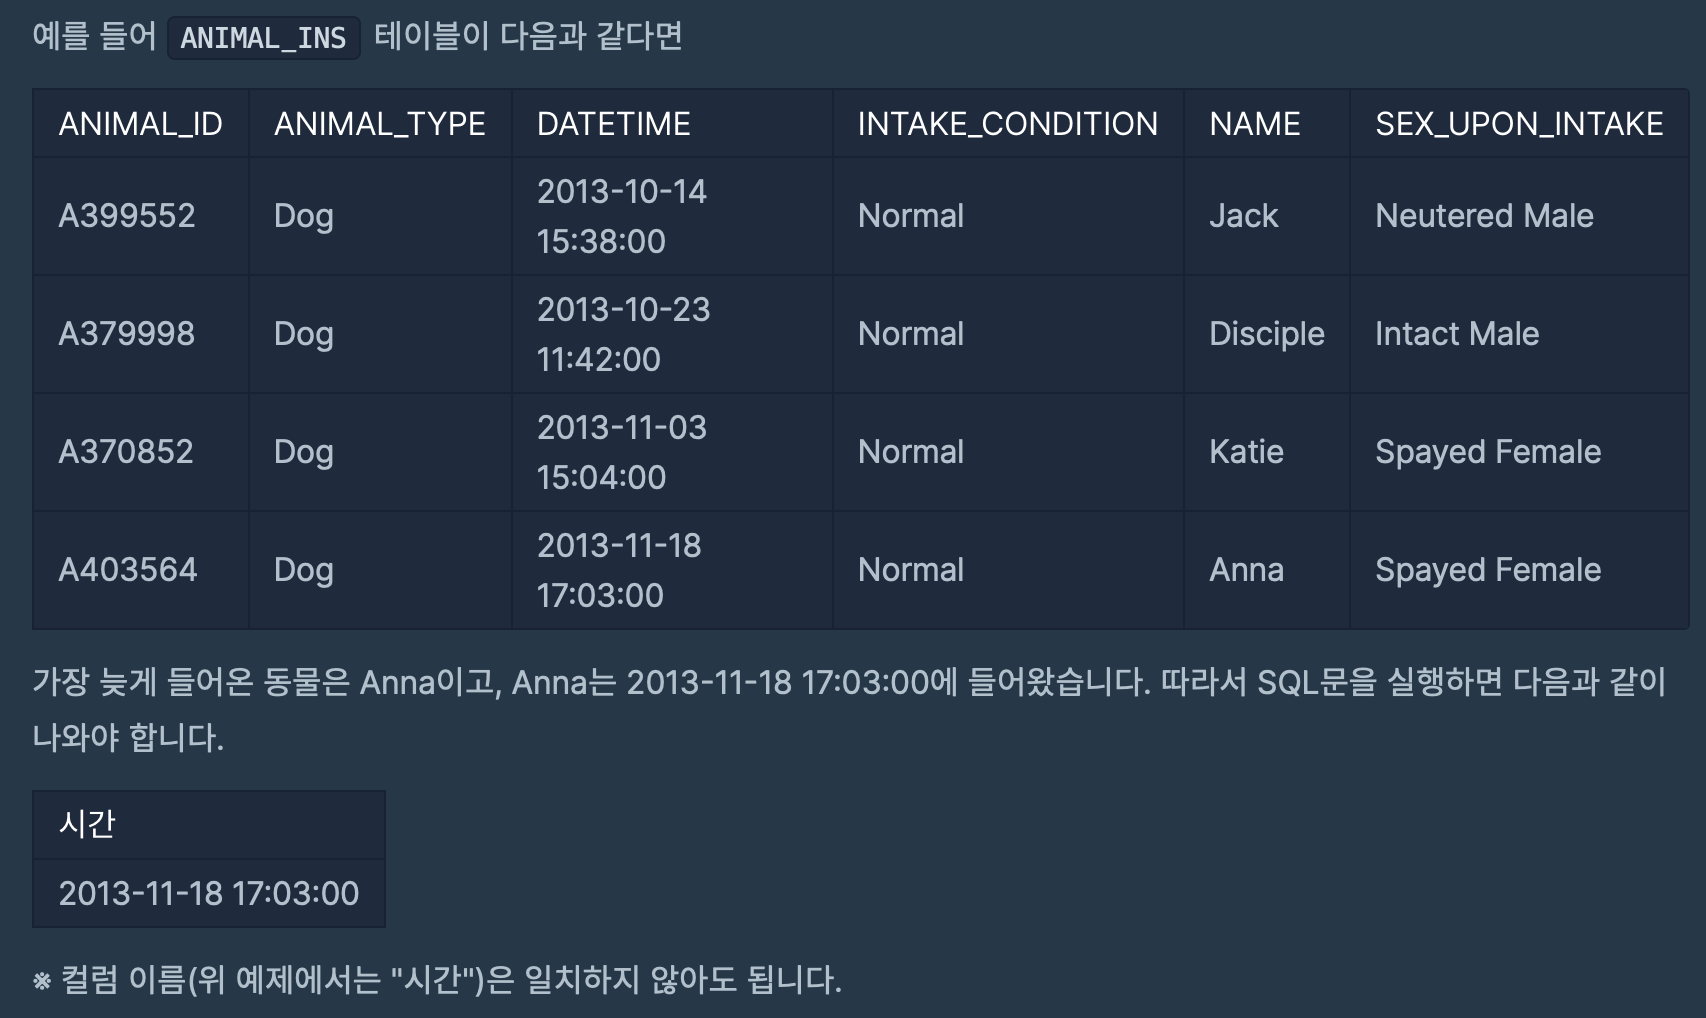 예를 들어 ANIMAL_INS 테이블이 다음과 같다면
ANIMAL_ID ANIMAL_TYPE DATETIME INTAKE_CONDITION NAME SEX_UPON_INTAKE
A399552 Dog 2013-10-14 15:38:00 Normal Jack Neutered Male
A379998 Dog 2013-10-23 11:42:00 Normal Disciple Intact Male
A370852 Dog 2013-11-03 15:04:00 Normal Katie Spayed Female
A403564 Dog 2013-11-18 17:03:00 Normal Anna Spayed Female
가장 늦게 들어온 동물은 Anna이고, Anna는 2013-11-18 17:03:00에 들어왔습니다. 따라서 SQL문을 실행하면 다음과 같이
나와야 합니다.
시간
2013-11-18 17:03:00
※ 컬럼 이름(위 예제에서는 "시간")은 일치하지 않아도 됩니다.